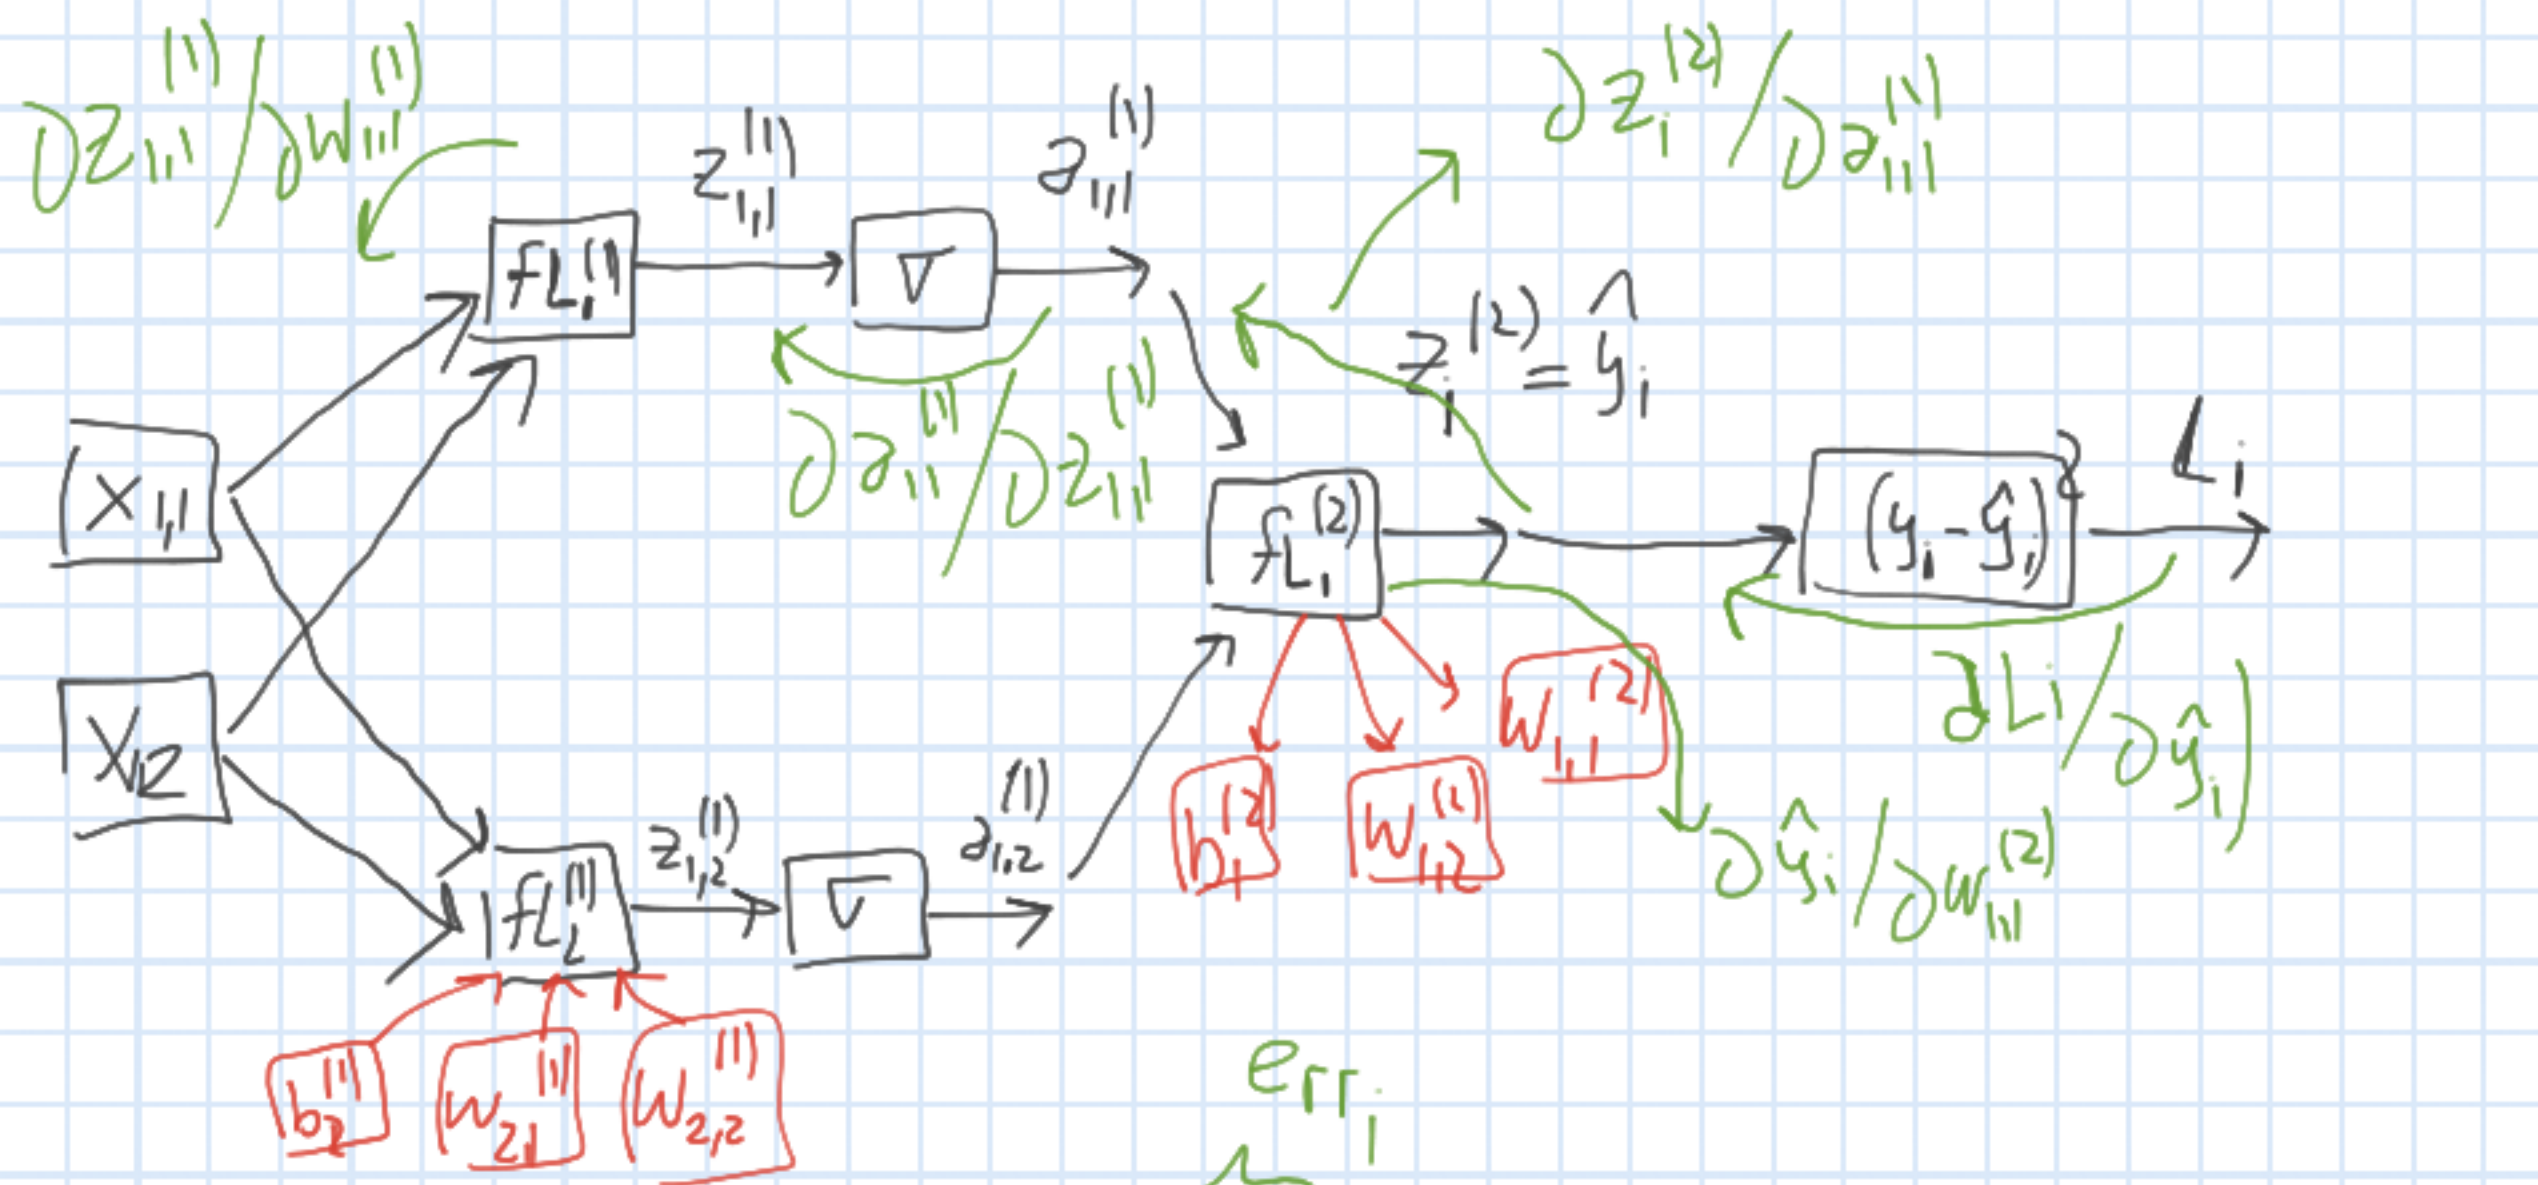 ∂z₁,₁⁽¹⁾/∂w₁,₁⁽¹⁾
z₁,₁⁽¹⁾
a₁,₁⁽¹⁾
∂z₁⁽²⁾/∂a₁,₁⁽¹⁾
fL₁⁽¹⁾
σ
z₁⁽²⁾ = ŷᵢ
∂a₁,₁⁽¹⁾/∂z₁,₁⁽¹⁾
x₁,₁
fL₁⁽²⁾
(yᵢ - ŷᵢ)²
Lᵢ
x₁,₂
∂Lᵢ/∂ŷᵢ)
w₁,₁⁽²⁾
b₁⁽²⁾
w₁,₂⁽²⁾
∂ŷᵢ/∂w₁,₁⁽²⁾
fL₂⁽¹⁾
z₁,₂⁽¹⁾
σ
a₁,₂⁽¹⁾
b₂⁽¹⁾
w₂,₁⁽¹⁾
w₂,₂⁽¹⁾
errᵢ